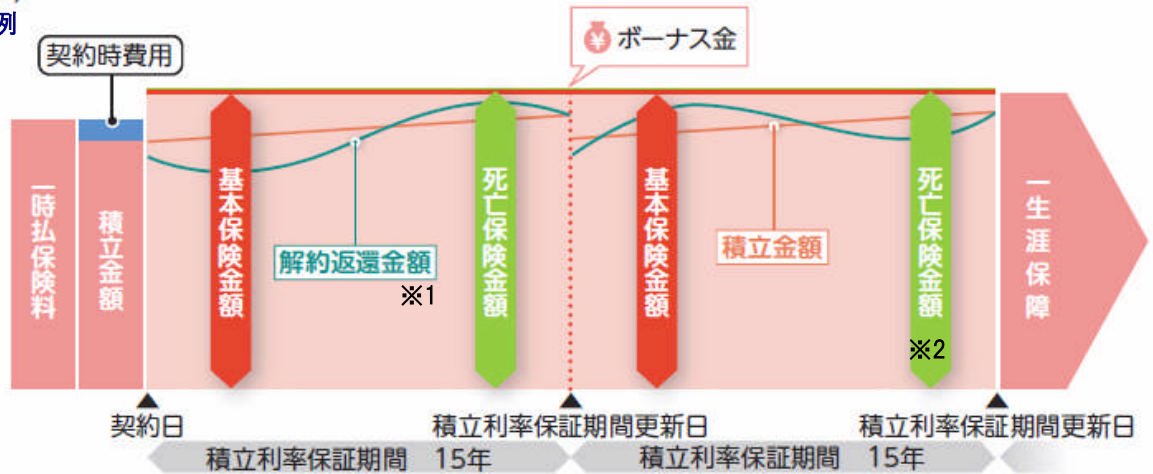 例
契約時費用
¥ ボーナス金
一時払保険料
積立金額
基本保険金額
解約返還金額
※1
死亡保険金額
基本保険金額
積立金額
死亡保険金額
※2
一生涯保障
契約日
積立利率保証期間更新日
積立利率保証期間更新日
積立利率保証期間 15年
積立利率保証期間 15年